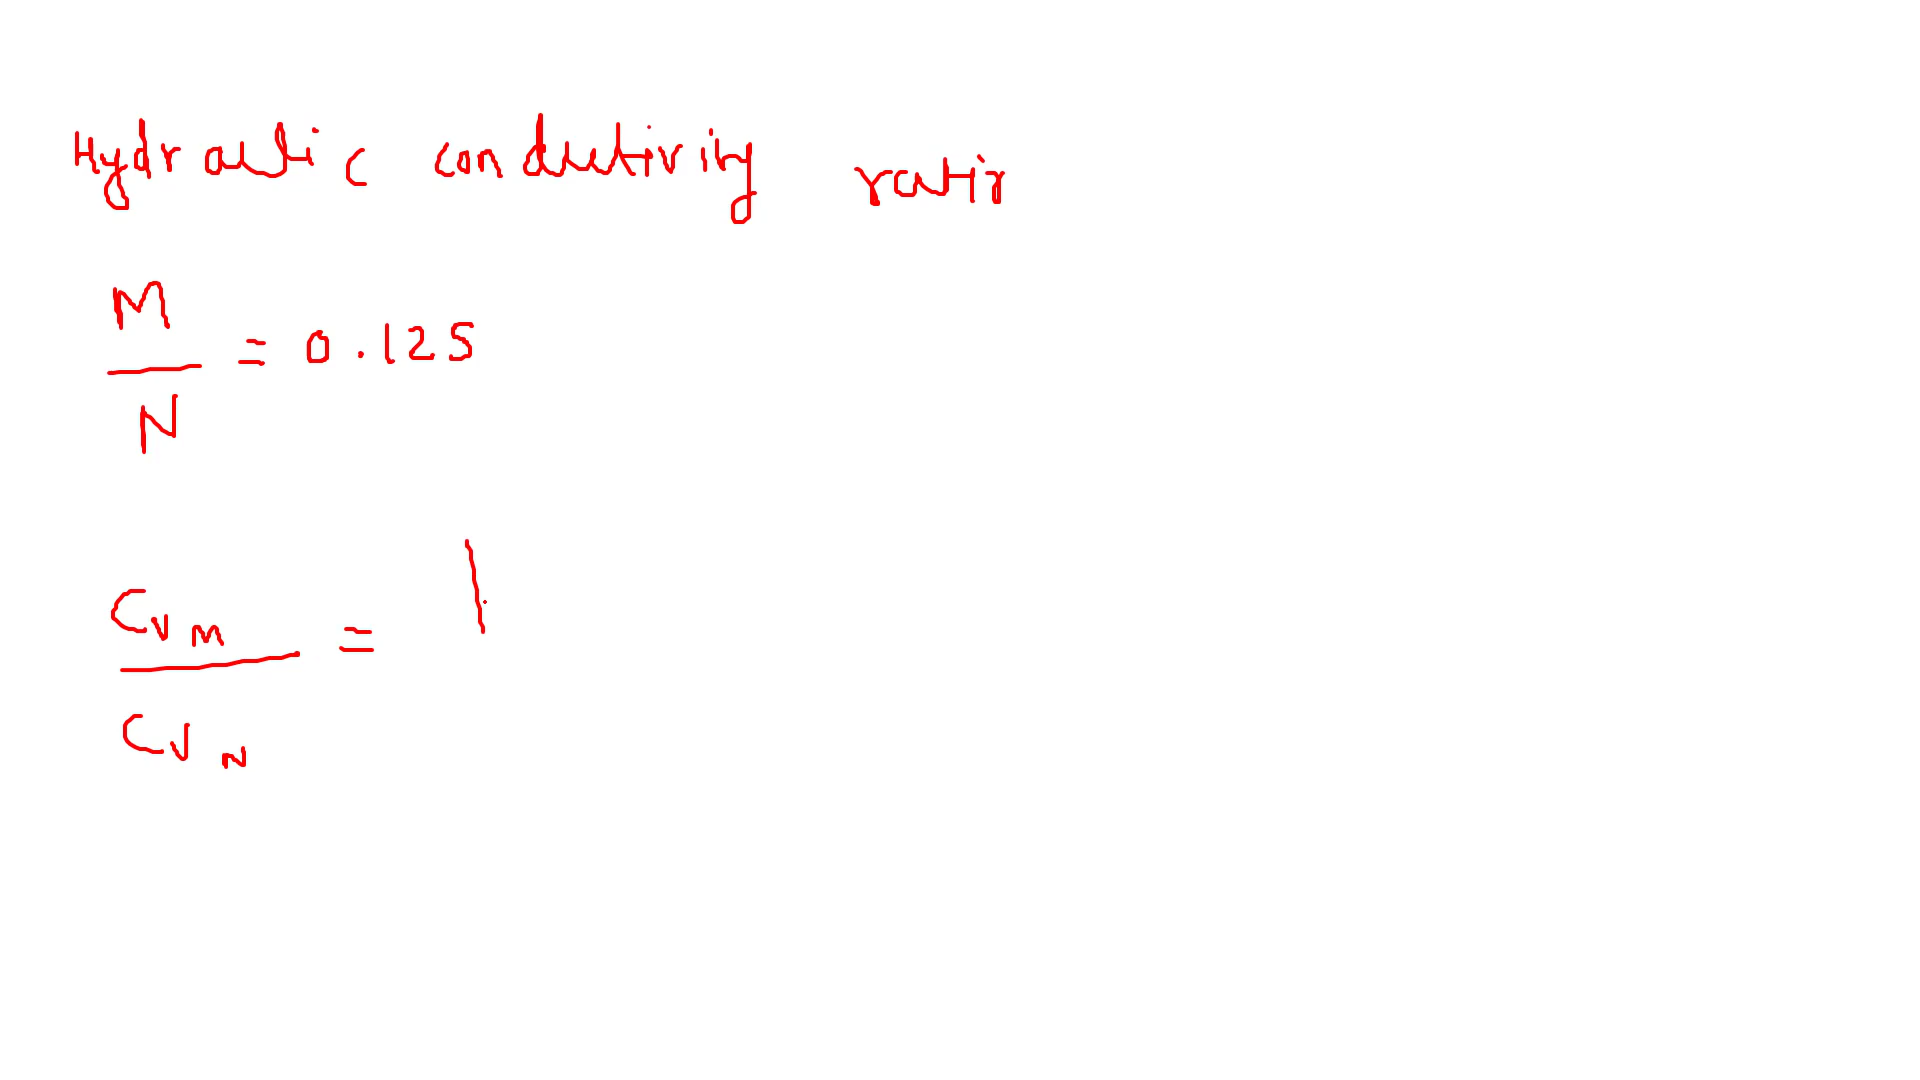 Hydraulic conductivity ratio
M
= 0.125
N
Cv m
=
Cv N